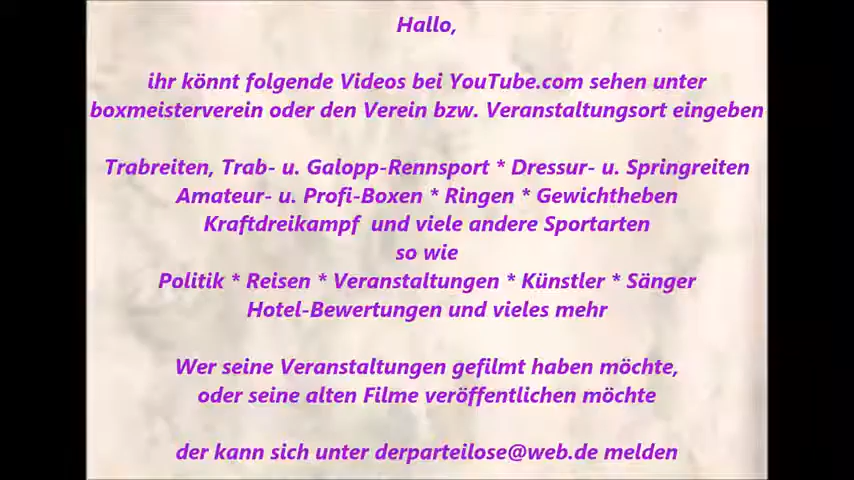 Hallo,
ihr könnt folgende Videos bei YouTube.com sehen unter
boxmeisterverein oder den Verein bzw. Veranstaltungsort eingeben
Trabreiten, Trab- u. Galopp-Rennsport * Dressur- u. Springreiten
Amateur- u. Profi-Boxen * Ringen * Gewichtheben
Kraftdreikampf und viele andere Sportarten
so wie
Politik * Reisen * Veranstaltungen * Künstler * Sänger
Hotel-Bewertungen und vieles mehr
Wer seine Veranstaltungen gefilmt haben möchte,
oder seine alten Filme veröffentlichen möchte
der kann sich unter derparteilose@web.de melden